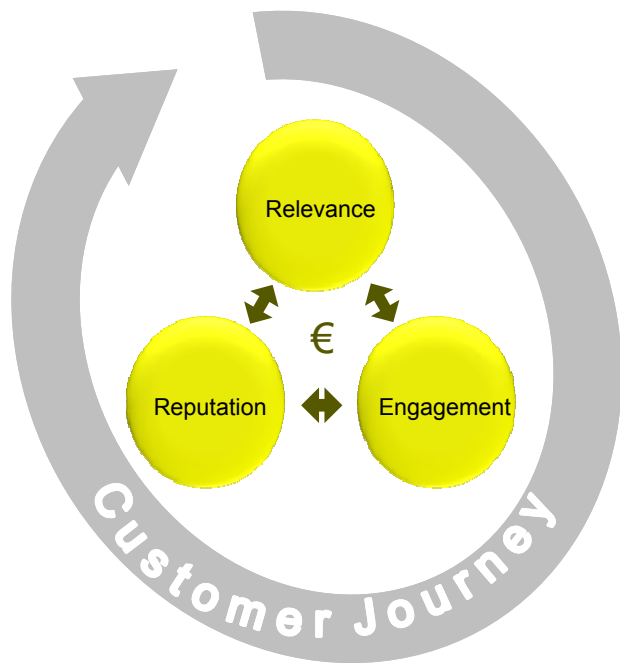 Relevance
€
Reputation
Engagement
Customer Journey